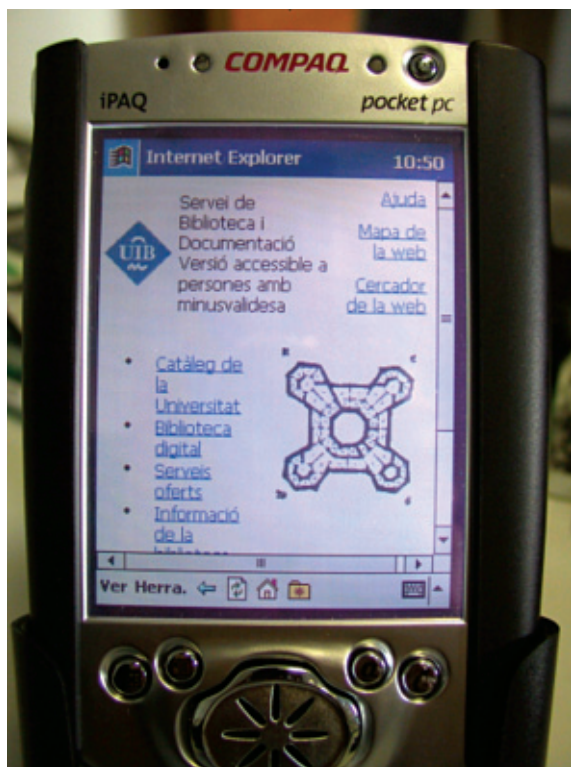 COMPAQ
iPAQ
pocket pc
Internet Explorer
10:50
UIB
Servei de
Biblioteca i
Documentació
Versió accessible a
persones amb
minusvalidesa
Ajuda
Mapa de
la web
Cercador
de la web
Catàleg de
la
Universitat
Biblioteca
digital
Serveis
oferts
Informació
de la
Ver Herra.